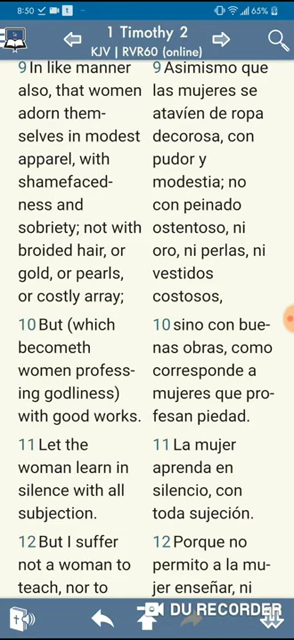 8:50
65%
1 Timothy 2
KJV | RVR60 (online)
9 In like manner
also, that women
adorn them-
selves in modest
apparel, with
shamefaced-
ness and
sobriety; not with
broided hair, or
gold, or pearls,
or costly array;
10 But (which
becometh
women profess-
ing godliness)
with good works.
11 Let the
woman learn in
silence with all
subjection.
12 But I suffer
not a woman to
teach, nor to
9 Asimismo que
las mujeres se
atavíen de ropa
decorosa, con
pudor y
modestia; no
con peinado
ostentoso, ni
oro, ni perlas, ni
vestidos
costosos,
10 sino con bue-
nas obras, como
corresponde a
mujeres que pro-
fesan piedad.
11 La mujer
aprenda en
silencio, con
toda sujeción.
12 Porque no
permito a la mu-
jer enseñar, ni
DU RECORDER